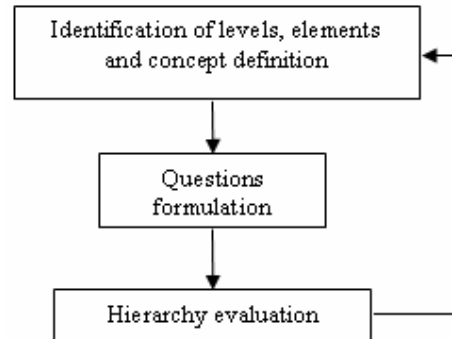 Identification of levels, elements
and concept definition
Questions
formulation
Hierarchy evaluation